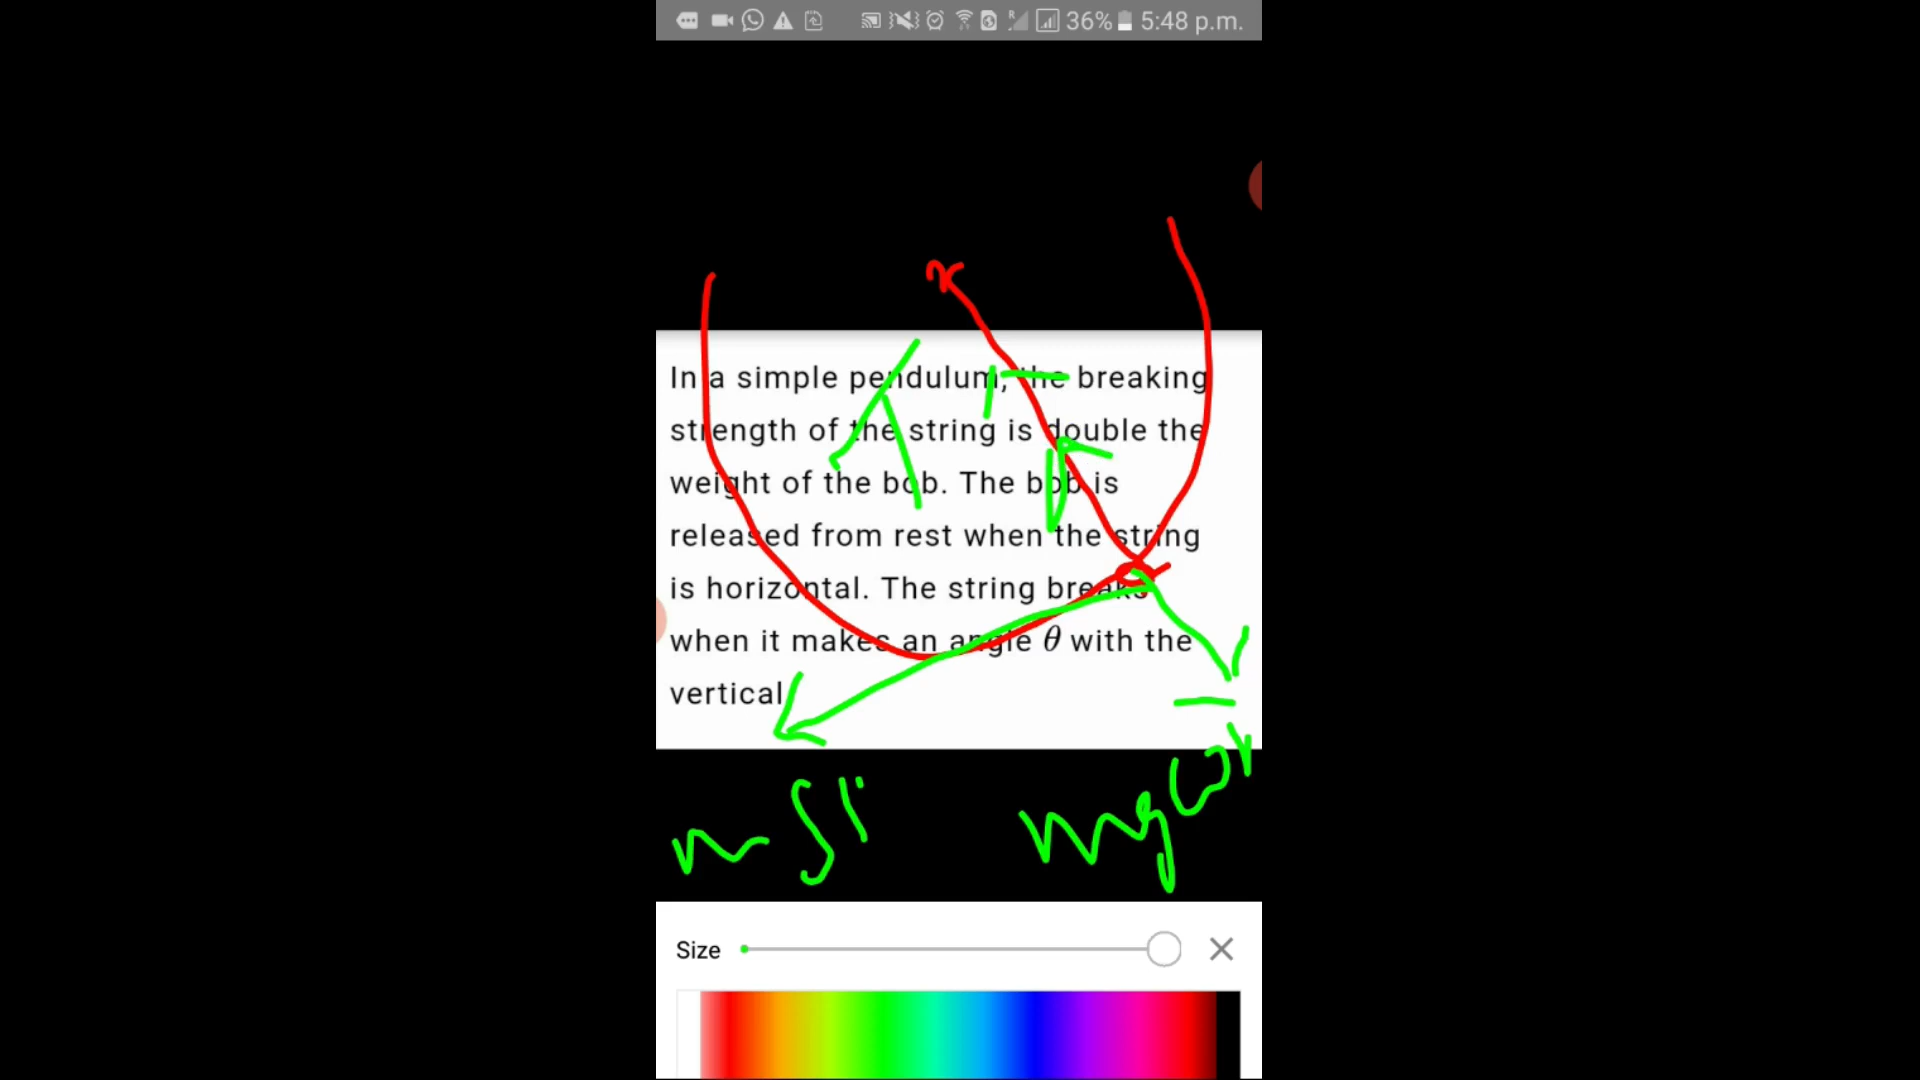 36% 5:48 p.m.
In a simple pendulum, the breaking
strength of the string is double the
weight of the bob. The bob is
released from rest when the string
is horizontal. The string breaks
when it makes an angle θ with the
vertical
T
mg cos
Size